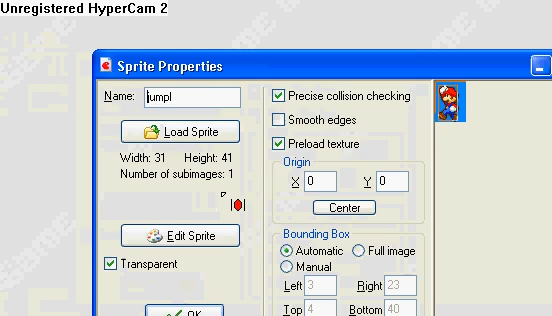 Unregistered HyperCam 2
Sprite Properties
Name: jumpl
Load Sprite
Width: 31 Height: 41
Number of subimages: 1
Edit Sprite
Transparent
OK
Precise collision checking
Smooth edges
Preload texture
Origin
X 0 Y 0
Center
Bounding Box
Automatic Full image
Manual
Left 3 Right 23
Top 4 Bottom 40